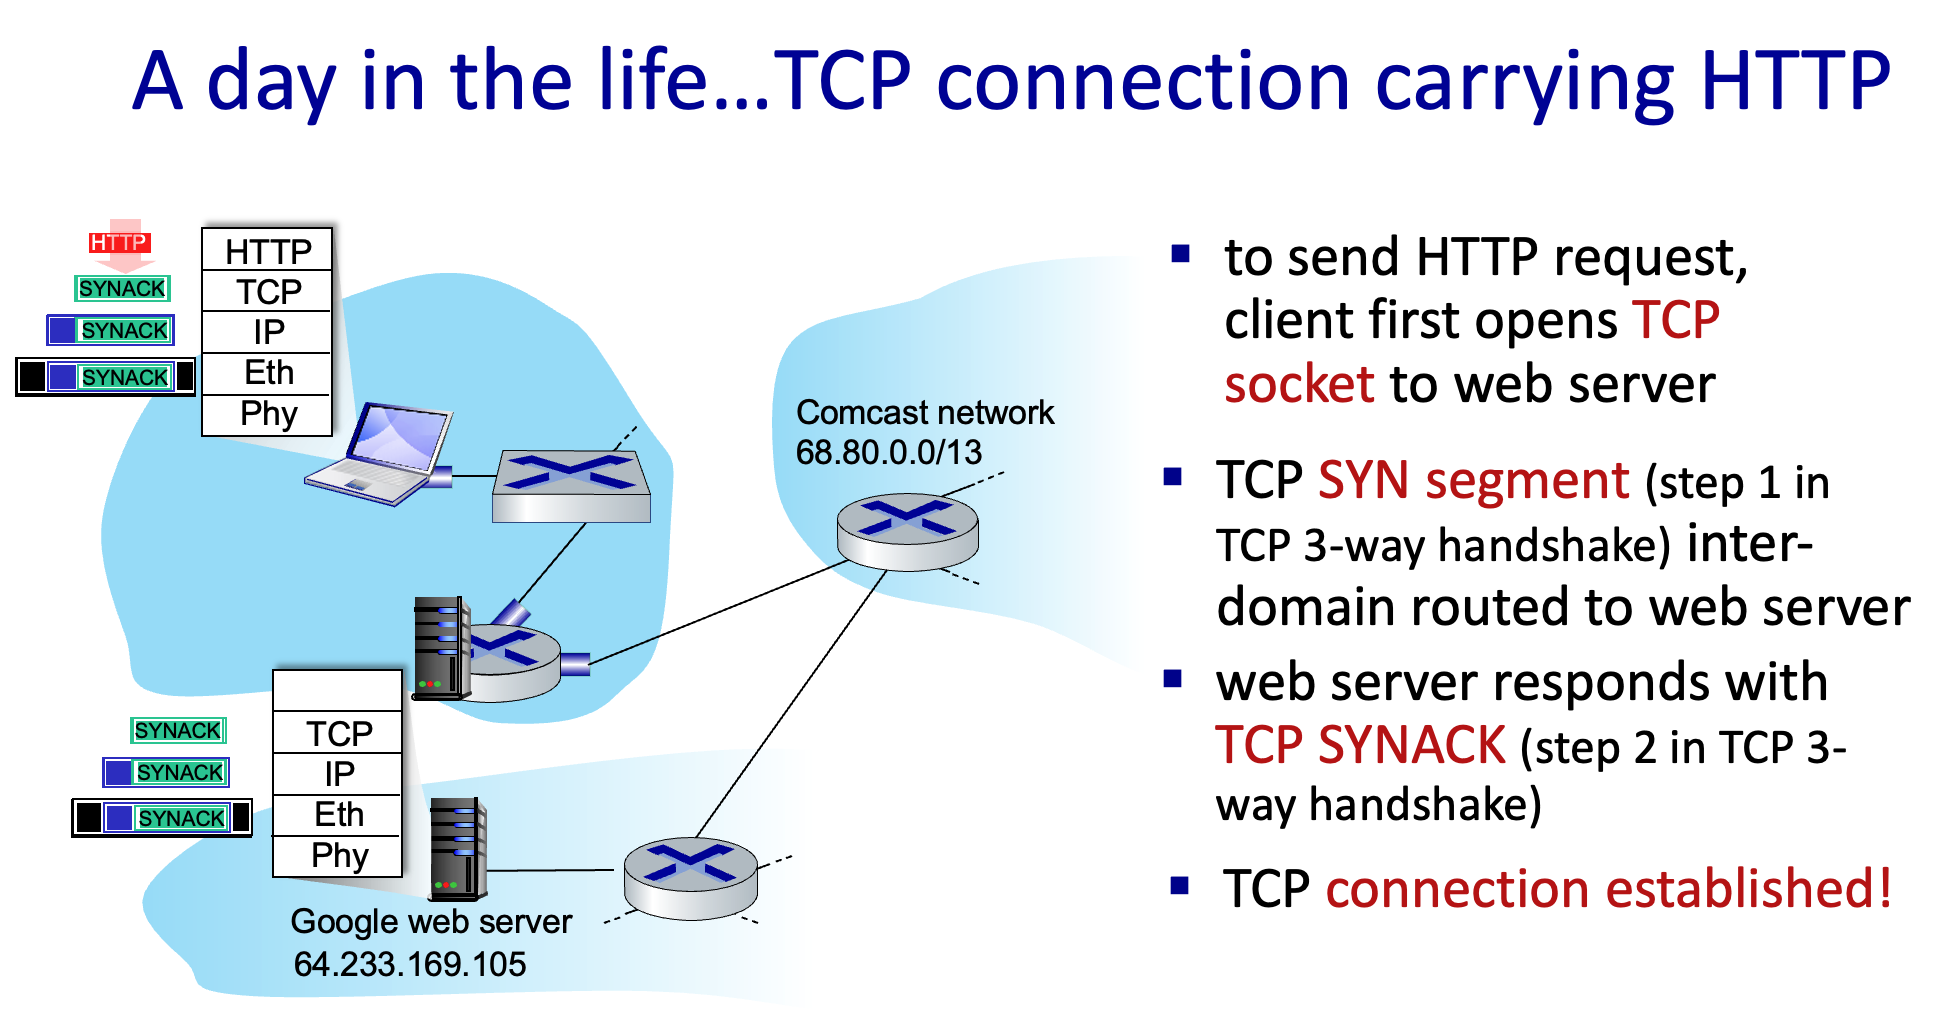 A day in the life...TCP connection carrying HTTP
HTTP
SYNACK
SYNACK
SYNACK
HTTP
TCP
IP
Eth
Phy
Comcast network
68.80.0.0/13
SYNACK
SYNACK
SYNACK
TCP
IP
Eth
Phy
Google web server
64.233.169.105
to send HTTP request,
client first opens TCP
socket to web server
TCP SYN segment (step 1 in
TCP 3-way handshake) inter-
domain routed to web server
web server responds with
TCP SYNACK (step 2 in TCP 3-
way handshake)
TCP connection established!